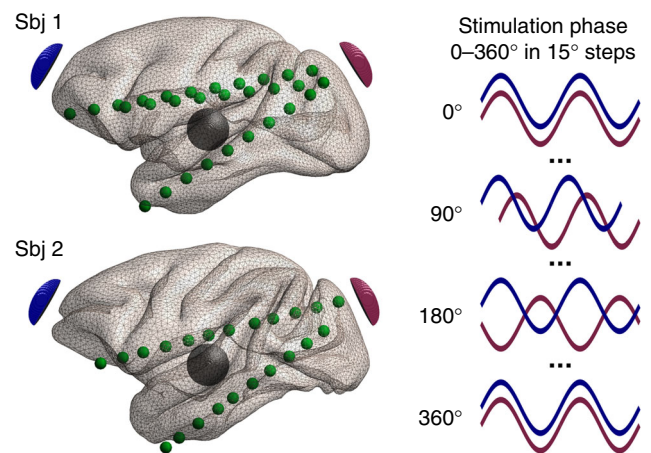 Sbj 1
Stimulation phase
0–360° in 15° steps
0°
...
90°
...
Sbj 2
180°
...
360°